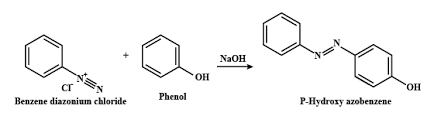 N
N
NaOH
+
N
N
N⁺
Cl⁻
N
OH
OH
Benzene diazonium chloride
Phenol
P-Hydroxy azobenzene